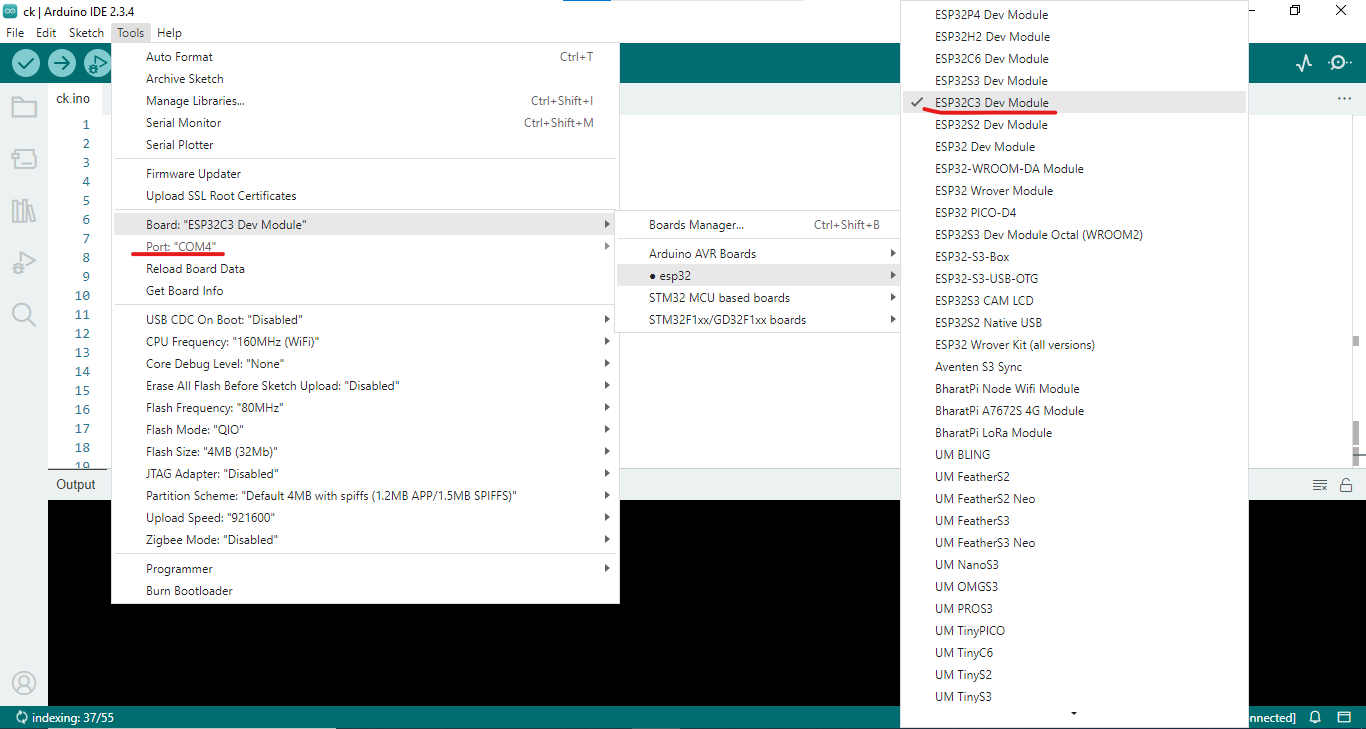 ck | Arduino IDE 2.3.4
File Edit Sketch Tools Help
ck.ino
1
2
3
4
5
6
7
8
9
10
11
12
13
14
15
16
17
18
19
Auto Format Ctrl+T
Archive Sketch
Manage Libraries... Ctrl+Shift+I
Serial Monitor Ctrl+Shift+M
Serial Plotter
Firmware Updater
Upload SSL Root Certificates
Board: "ESP32C3 Dev Module"
Port: "COM4"
Reload Board Data
Get Board Info
USB CDC On Boot: "Disabled"
CPU Frequency: "160MHz (WiFi)"
Core Debug Level: "None"
Erase All Flash Before Sketch Upload: "Disabled"
Flash Frequency: "80MHz"
Flash Mode: "QIO"
Flash Size: "4MB (32Mb)"
JTAG Adapter: "Disabled"
Partition Scheme: "Default 4MB with spiffs (1.2MB APP/1.5MB SPIFFS)"
Upload Speed: "921600"
Zigbee Mode: "Disabled"
Programmer
Burn Bootloader
Boards Manager... Ctrl+Shift+B
Arduino AVR Boards
● esp32
STM32 MCU based boards
STM32F1xx/GD32F1xx boards
ESP32P4 Dev Module
ESP32H2 Dev Module
ESP32C6 Dev Module
ESP32S3 Dev Module
✓ ESP32C3 Dev Module
ESP32S2 Dev Module
ESP32 Dev Module
ESP32-WROOM-DA Module
ESP32 Wrover Module
ESP32 PICO-D4
ESP32S3 Dev Module Octal (WROOM2)
ESP32-S3-Box
ESP32-S3-USB-OTG
ESP32S3 CAM LCD
ESP32S2 Native USB
ESP32 Wrover Kit (all versions)
Aventen S3 Sync
BharatPi Node Wifi Module
BharatPi A7672S 4G Module
BharatPi LoRa Module
UM BLING
UM FeatherS2
UM FeatherS2 Neo
UM FeatherS3
UM FeatherS3 Neo
UM NanoS3
UM OMGS3
UM PROS3
UM TinyPICO
UM TinyC6
UM TinyS2
UM TinyS3
Output
indexing: 37/55
nnected]